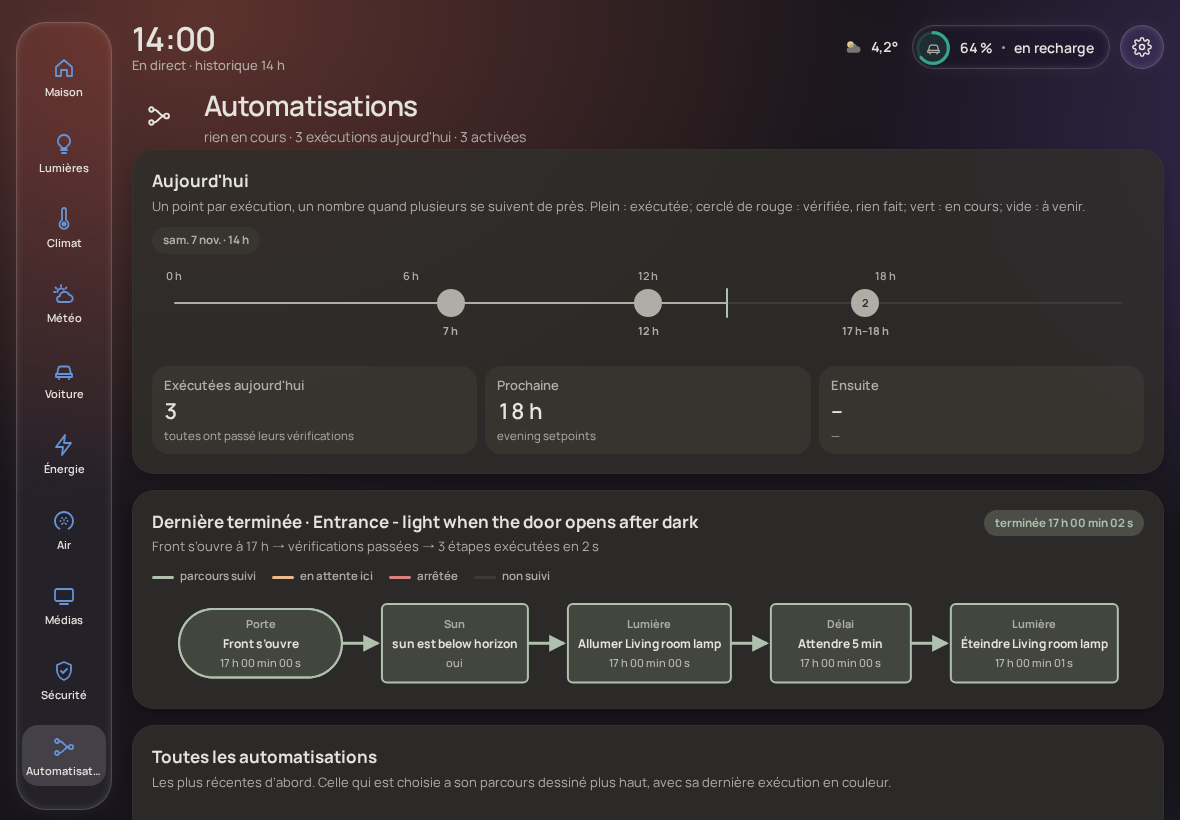 14:00
En direct · historique 14 h
4,2°
64 % · en recharge
Maison
Lumières
Climat
Météo
Voiture
Énergie
Air
Médias
Sécurité
Automatisat…
Automatisations
rien en cours · 3 exécutions aujourd'hui · 3 activées
Aujourd'hui
Un point par exécution, un nombre quand plusieurs se suivent de près. Plein : exécutée; cerclé de rouge : vérifiée, rien fait; vert : en cours; vide : à venir.
sam. 7 nov. · 14 h
0 h 6 h 12 h 18 h
2
7 h 12 h 17 h–18 h
Exécutées aujourd'hui
3
toutes ont passé leurs vérifications
Prochaine
18 h
evening setpoints
Ensuite
–
—
Dernière terminée · Entrance - light when the door opens after dark
terminée 17 h 00 min 02 s
Front s'ouvre à 17 h → vérifications passées → 3 étapes exécutées en 2 s
parcours suivi en attente ici arrêtée non suivi
Porte
Front s'ouvre
17 h 00 min 00 s
Sun
sun est below horizon
oui
Lumière
Allumer Living room lamp
17 h 00 min 00 s
Délai
Attendre 5 min
17 h 00 min 00 s
Lumière
Éteindre Living room lamp
17 h 00 min 01 s
Toutes les automatisations
Les plus récentes d'abord. Celle qui est choisie a son parcours dessiné plus haut, avec sa dernière exécution en couleur.